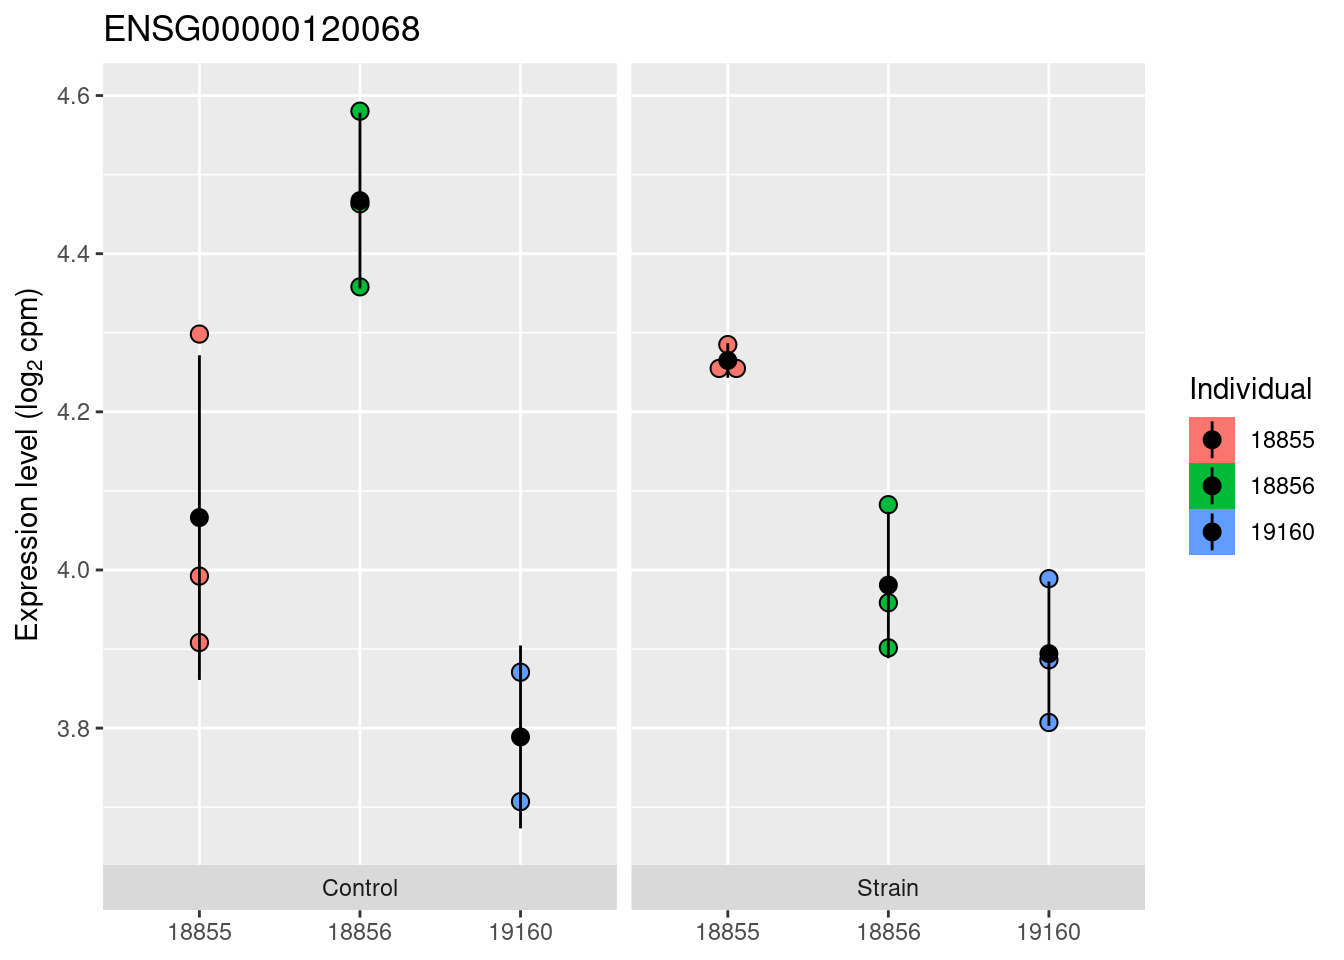 ENSG00000120068
Expression level (log2 cpm)
4.6
4.4
4.2
4.0
3.8
Control
Strain
18855
18856
19160
18855
18856
19160
Individual
18855
18856
19160